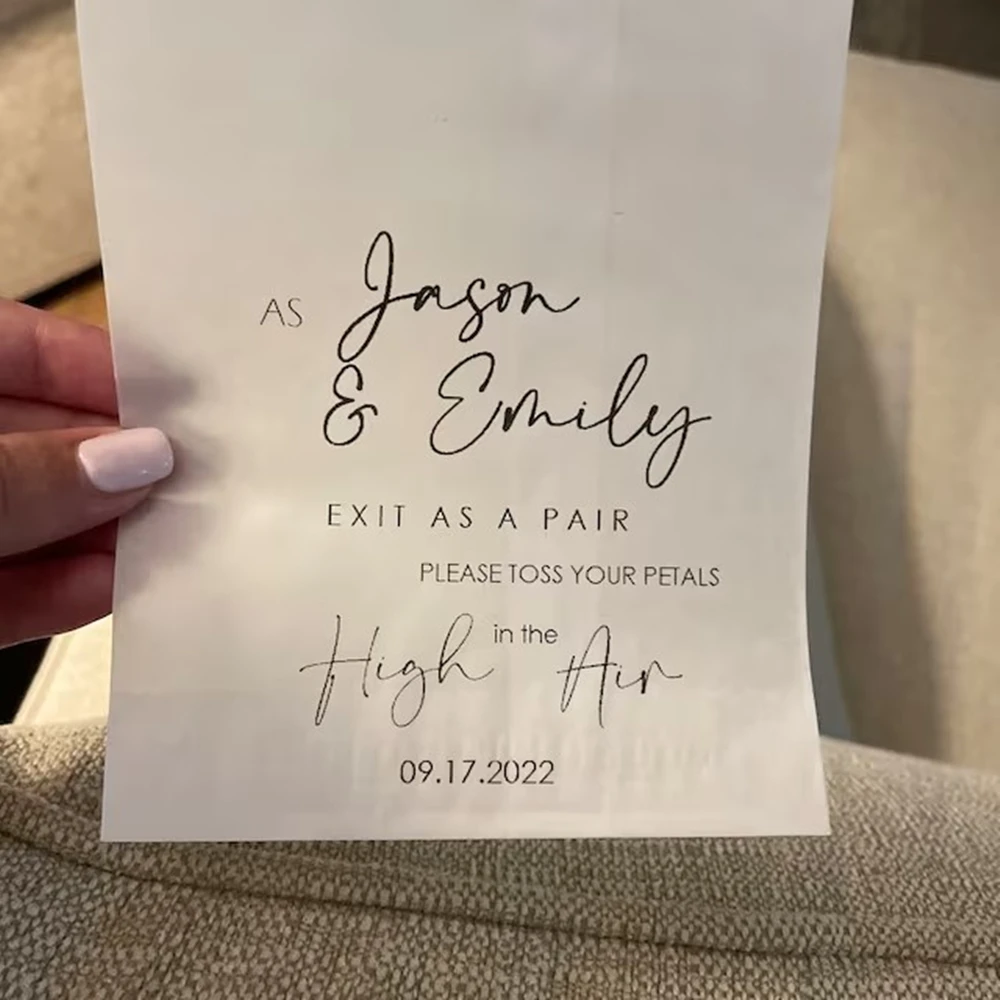 AS Jason
& Emily
EXIT AS A PAIR
PLEASE TOSS YOUR PETALS
High in the Air
09.17.2022